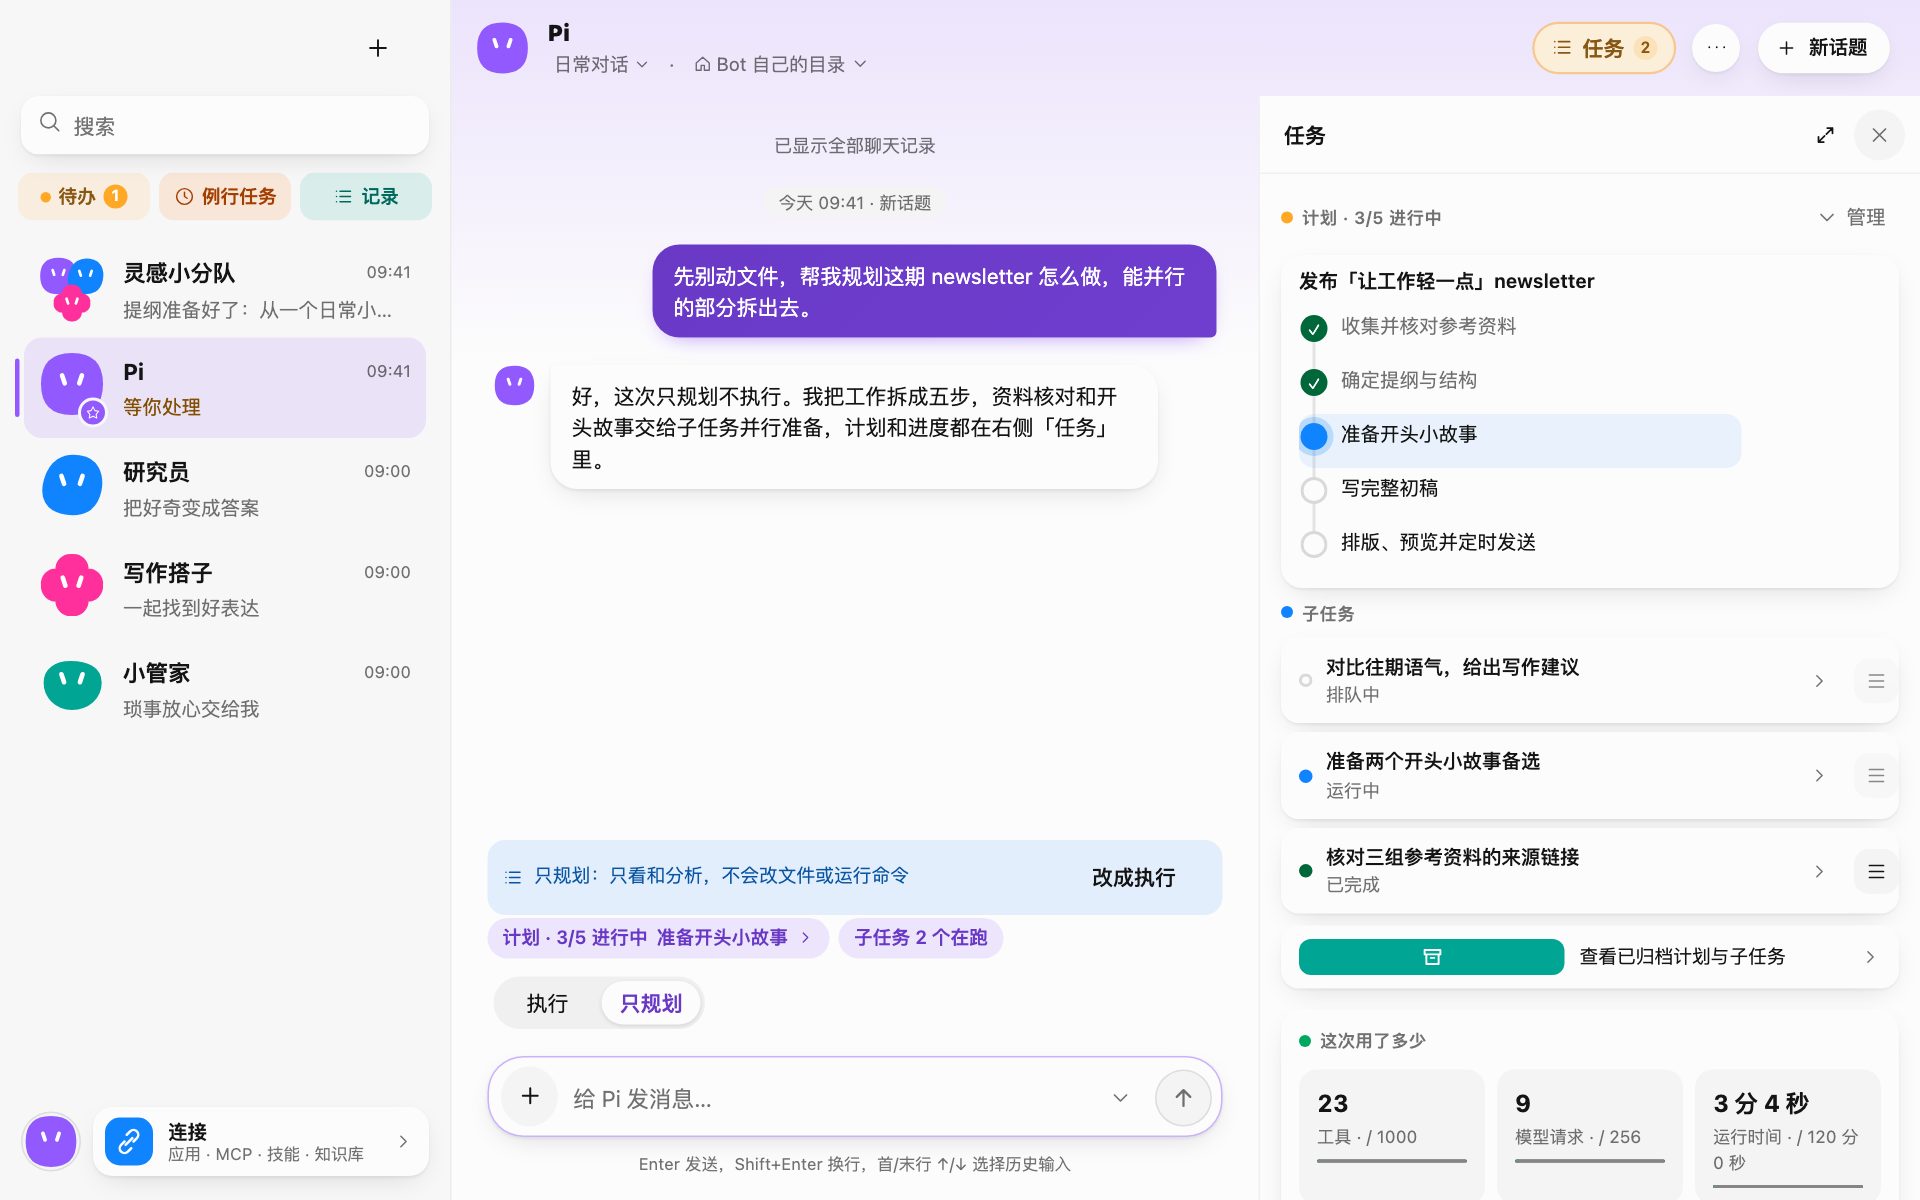 搜索
待办 1
例行任务
记录
灵感小分队 09:41
提纲准备好了：从一个日常小...
Pi 09:41
等你处理
研究员 09:00
把好奇变成答案
写作搭子 09:00
一起找到好表达
小管家 09:00
琐事放心交给我
连接
应用 · MCP · 技能 · 知识库
Pi
日常对话 · Bot 自己的目录
任务 2
···
新话题
已显示全部聊天记录
今天 09:41 · 新话题
先别动文件，帮我规划这期 newsletter 怎么做，能并行
的部分拆出去。
好，这次只规划不执行。我把工作拆成五步，资料核对和开
头故事交给子任务并行准备，计划和进度都在右侧「任务」
里。
只规划：只看和分析，不会改文件或运行命令 改成执行
计划 · 3/5 进行中 准备开头小故事
子任务 2 个在跑
执行 只规划
给 Pi 发消息...
Enter 发送，Shift+Enter 换行，首/末行 ↑/↓ 选择历史输入
任务
计划 · 3/5 进行中 管理
发布「让工作轻一点」newsletter
收集并核对参考资料
确定提纲与结构
准备开头小故事
写完整初稿
排版、预览并定时发送
子任务
对比往期语气，给出写作建议
排队中
准备两个开头小故事备选
运行中
核对三组参考资料的来源链接
已完成
查看已归档计划与子任务
这次用了多少
23
工具 · / 1000
9
模型请求 · / 256
3 分 4 秒
运行时间 · / 120 分
0 秒